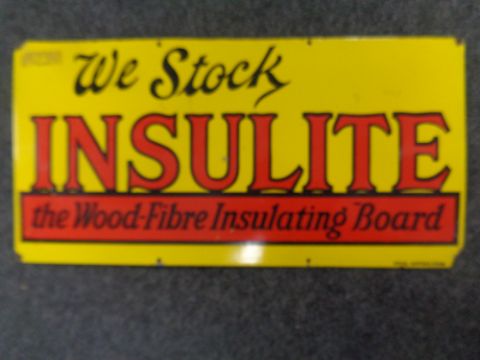 We Stock
INSULITE
the Wood-Fibre Insulating Board